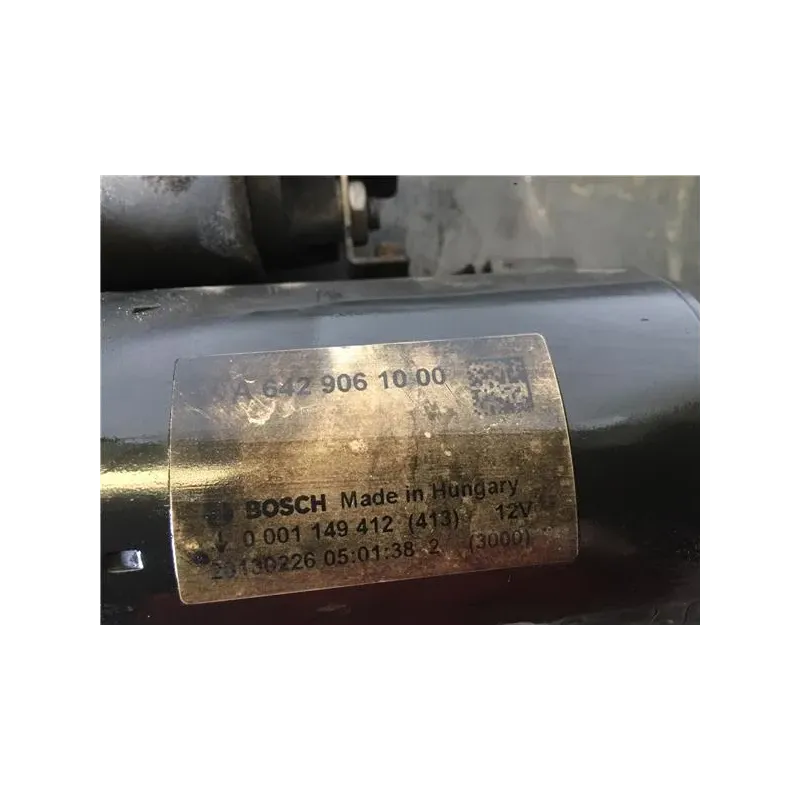 A 642 906 10 00
BOSCH Made in Hungary
0 001 149 412 (413) 12V
20130226 05:01:38 2 (3000)